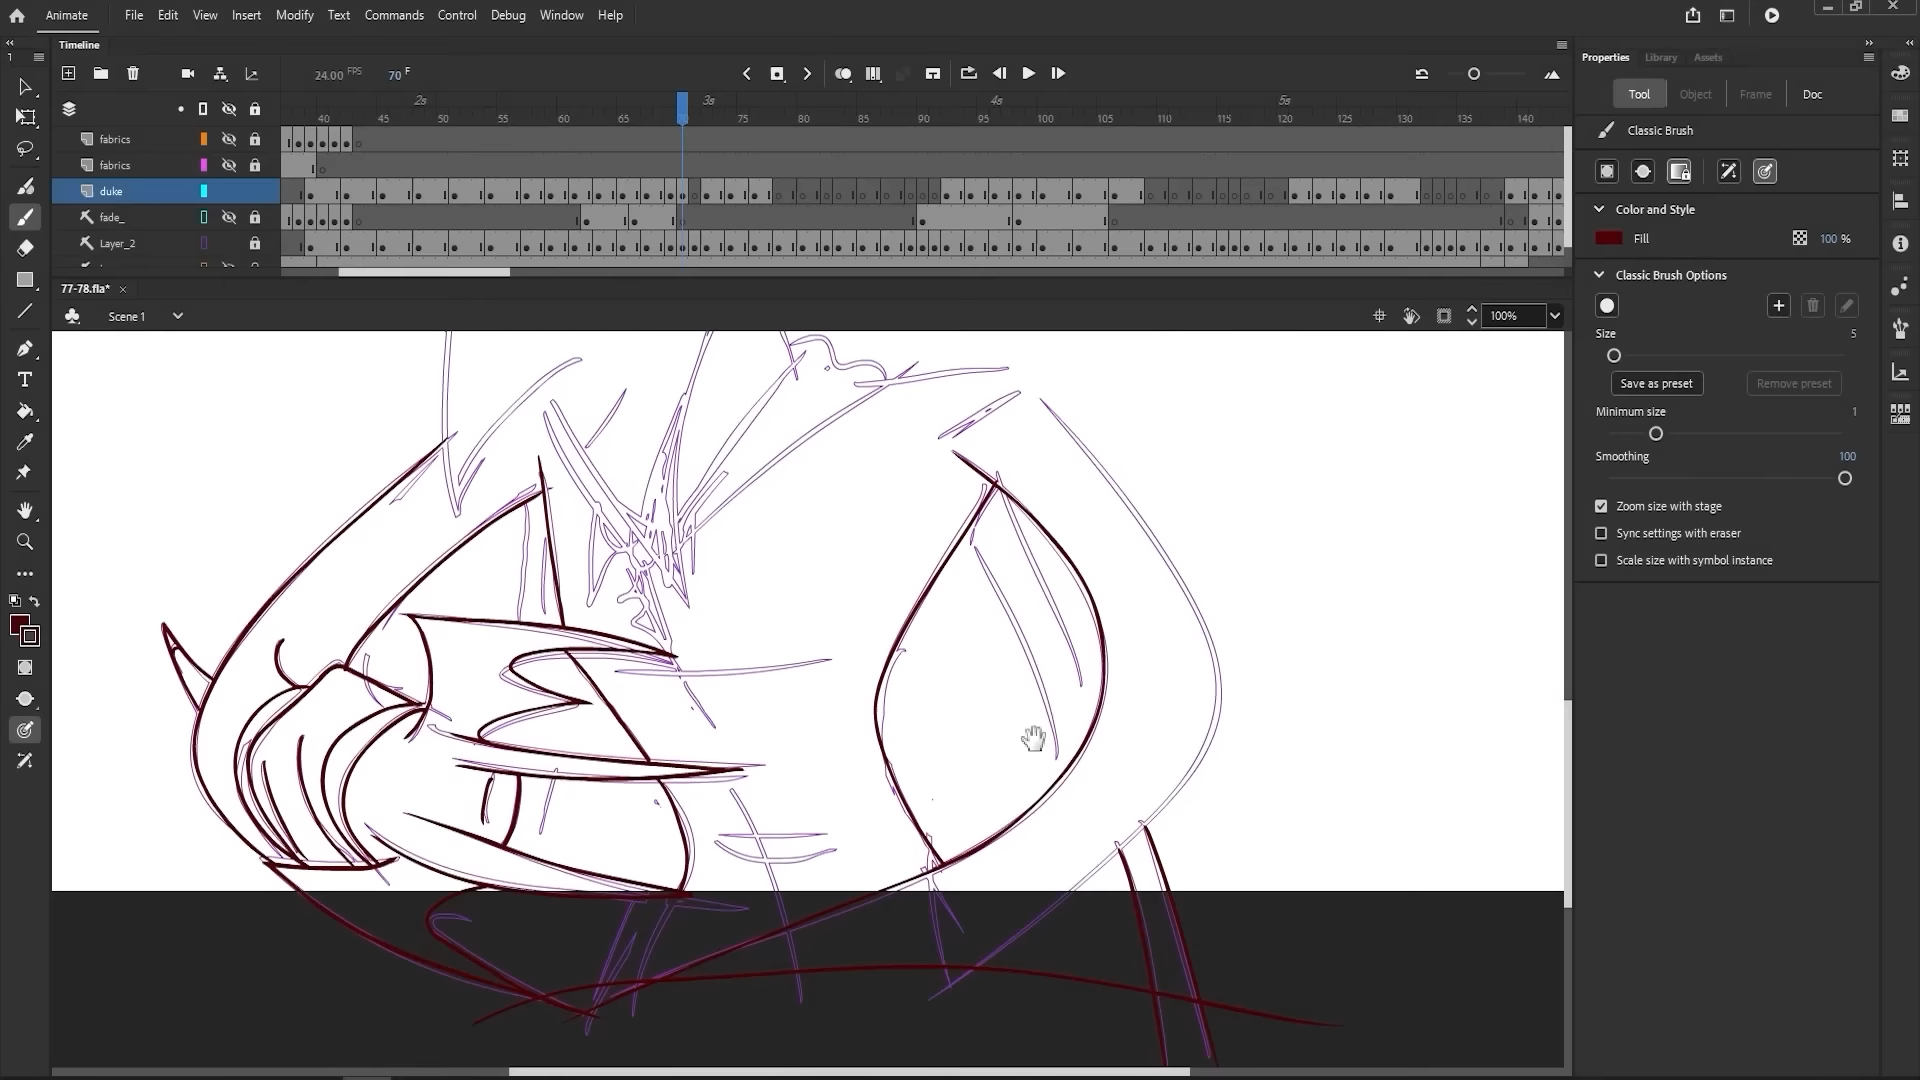 Animate File Edit View Insert Modify Text Commands Control Debug Window Help
Timeline
1
24.00 FPS 70 F
2s 3s 4s 5s
40 45 50 55 60 65 70 75 80 85 90 95 100 105 110 115 120 125 130 135 140
fabrics
fabrics
duke
fade_
Layer_2
77-78.fla*
Scene 1
100%
Properties Library Assets
Tool Object Frame Doc
Classic Brush
Color and Style
Fill 100 %
Classic Brush Options
Size 5
Save as preset Remove preset
Minimum size 1
Smoothing 100
Zoom size with stage
Sync settings with eraser
Scale size with symbol instance